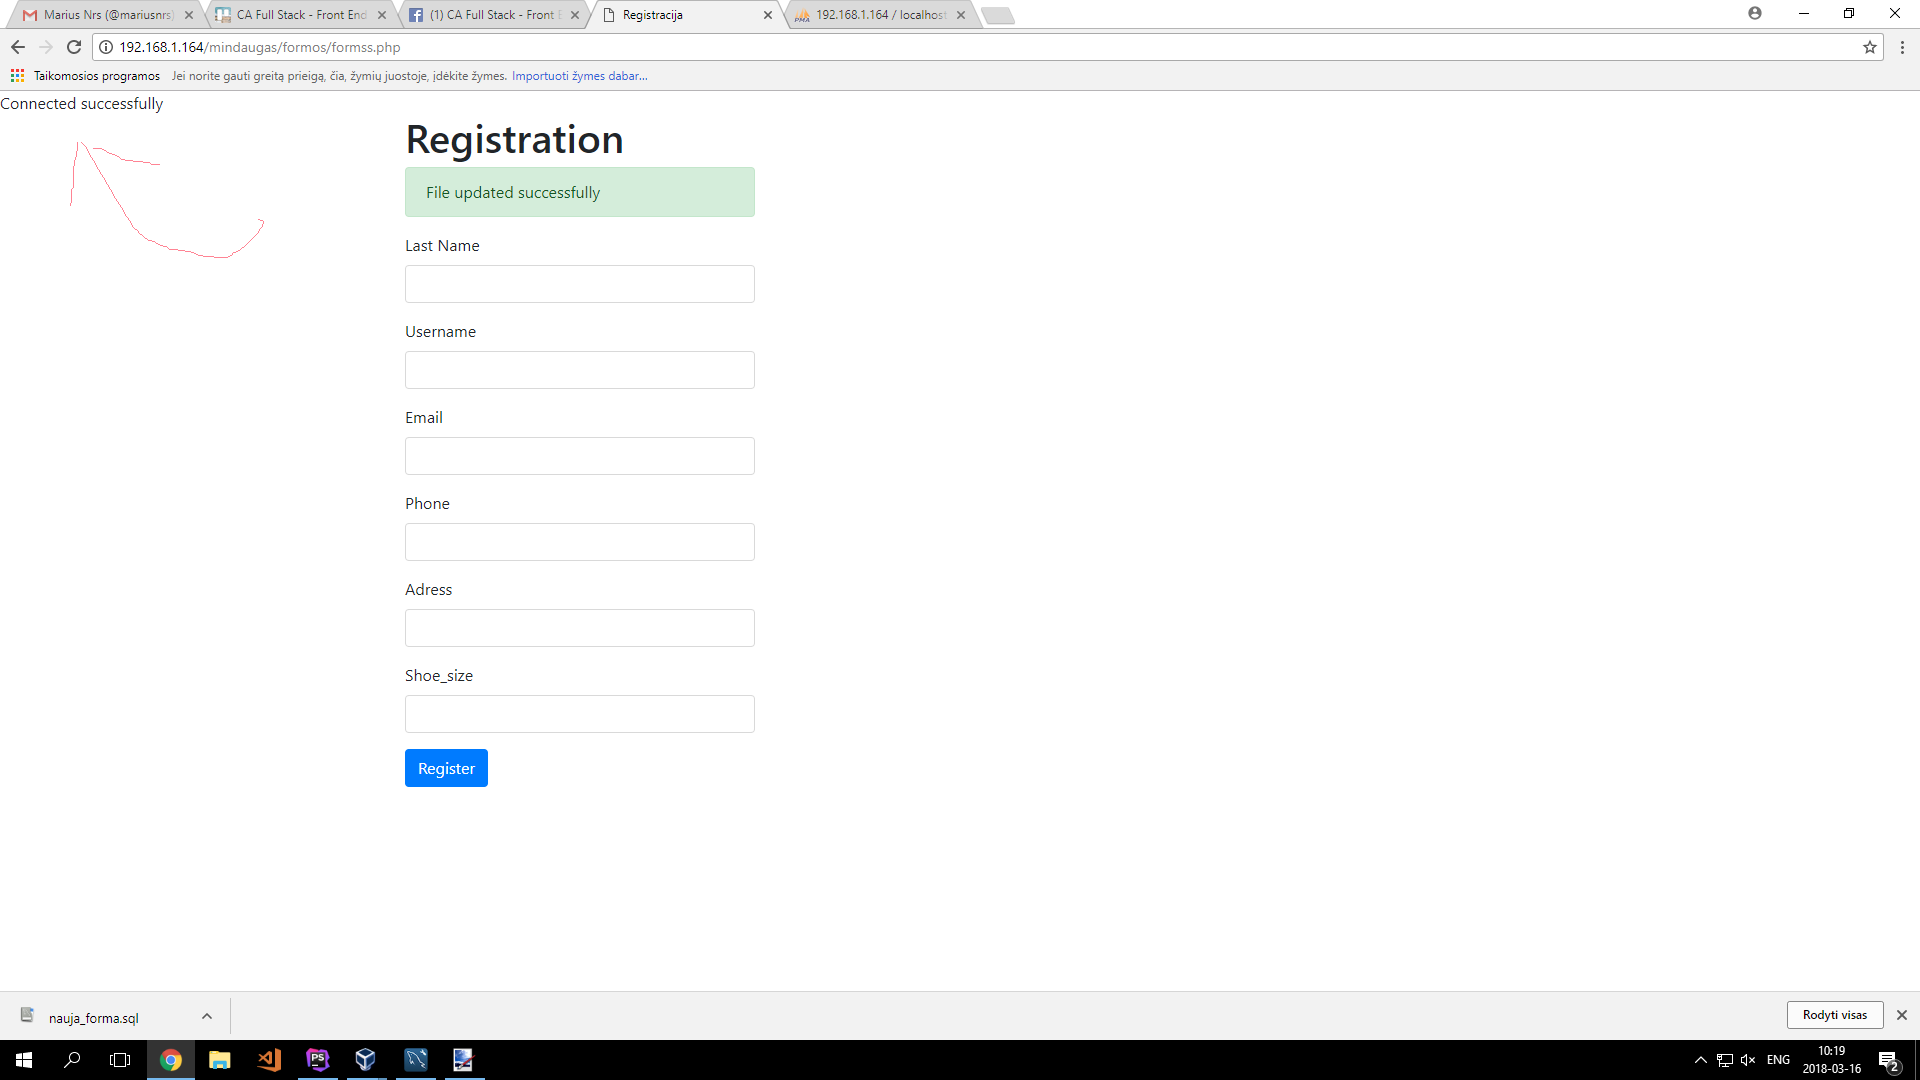 Marius Nrs (@mariusnrs)
CA Full Stack - Front End
(1) CA Full Stack - Front E
Registracija
PMA 192.168.1.164 / localhost
192.168.1.164/mindaugas/formos/formss.php
Taikomosios programos Jei norite gauti greitą prieigą, čia, žymių juostoje, įdėkite žymes. Importuoti žymes dabar...
Connected successfully
Registration
File updated successfully
Last Name
Username
Email
Phone
Adress
Shoe_size
Register
nauja_forma.sql
Rodyti visas
PS
ENG
10:19
2018-03-16
2